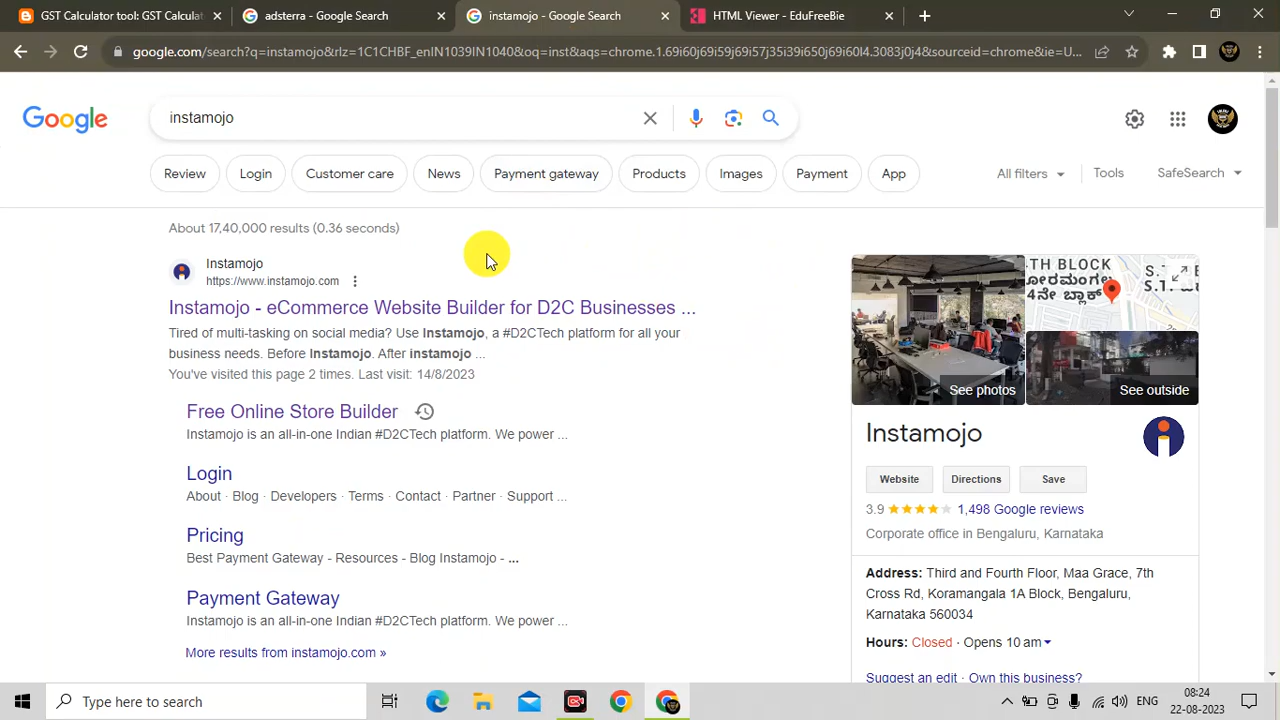 GST Calculator tool: GST Calcula
adsterra - Google Search
instamojo - Google Search
HTML Viewer - EduFreeBie
google.com/search?q=instamojo&rlz=1C1CHBF_enIN1039IN1040&oq=inst&aqs=chrome.1.69i60j69i59j69i57j35i39i650j69i60l4.3083j0j4&sourceid=chrome&ie=U...
Google
instamojo
Review
Login
Customer care
News
Payment gateway
Products
Images
Payment
App
All filters
Tools
SafeSearch
About 17,40,000 results (0.36 seconds)
Instamojo
https://www.instamojo.com
Instamojo - eCommerce Website Builder for D2C Businesses ...
Tired of multi-tasking on social media? Use Instamojo, a #D2CTech platform for all your
business needs. Before Instamojo. After instamojo ...
You've visited this page 2 times. Last visit: 14/8/2023
Free Online Store Builder
Instamojo is an all-in-one Indian #D2CTech platform. We power ...
Login
About · Blog · Developers · Terms · Contact · Partner · Support ...
Pricing
Best Payment Gateway - Resources - Blog Instamojo - ...
Payment Gateway
Instamojo is an all-in-one Indian #D2CTech platform. We power ...
More results from instamojo.com »
TH BLOCK
ೋರಮಂಗಲ
4ನೇ ಬ್ಲಾಕ್
See photos
See outside
Instamojo
Website
Directions
Save
3.9
1,498 Google reviews
Corporate office in Bengaluru, Karnataka
Address: Third and Fourth Floor, Maa Grace, 7th
Cross Rd, Koramangala 1A Block, Bengaluru,
Karnataka 560034
Hours: Closed · Opens 10 am
Suggest an edit · Own this business?
Type here to search
ENG
08:24
22-08-2023